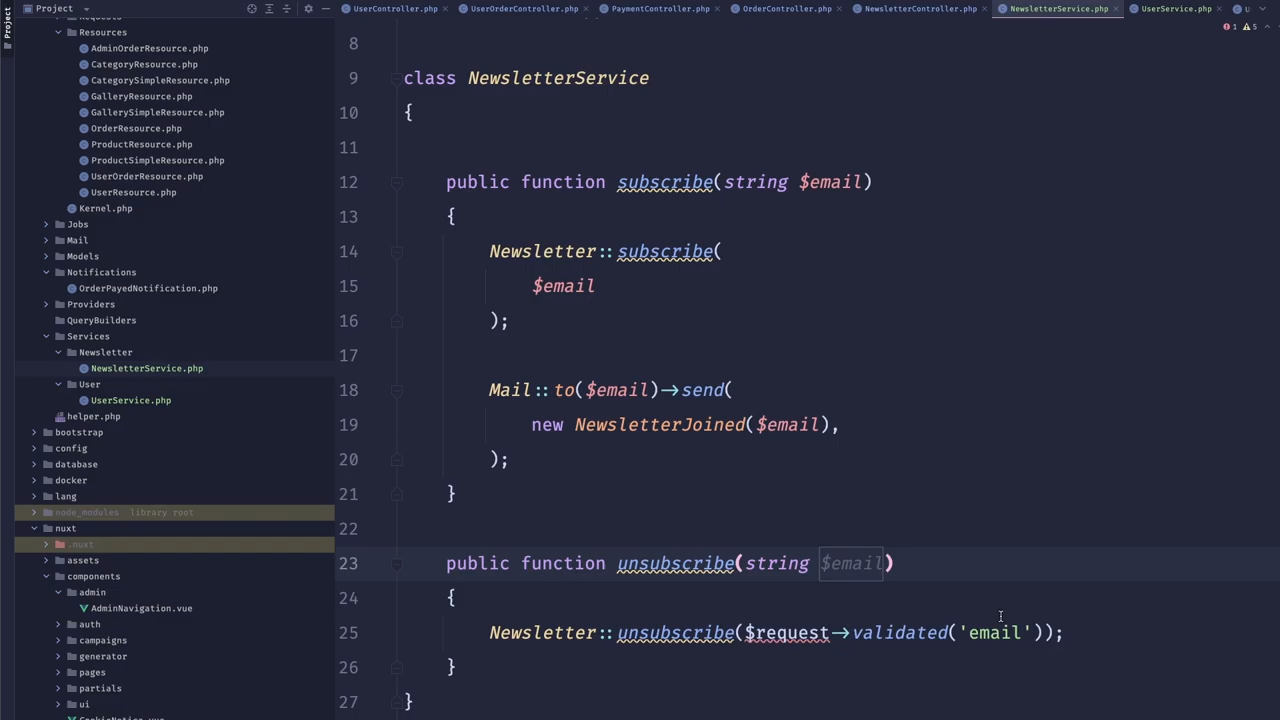 Project
Project
UserController.php
UserOrderController.php
PaymentController.php
OrderController.php
NewsletterController.php
NewsletterService.php
UserService.php
1
5
Resources
AdminOrderResource.php
CategoryResource.php
CategorySimpleResource.php
GalleryResource.php
GallerySimpleResource.php
OrderResource.php
ProductResource.php
ProductSimpleResource.php
UserOrderResource.php
UserResource.php
Kernel.php
Jobs
Mail
Models
Notifications
OrderPayedNotification.php
Providers
QueryBuilders
Services
Newsletter
NewsletterService.php
User
UserService.php
helper.php
bootstrap
config
database
docker
lang
node_modules library root
nuxt
.nuxt
assets
components
admin
AdminNavigation.vue
auth
campaigns
generator
pages
partials
ui
CookieNotice.vue
8
9 class NewsletterService
10 {
11
12 public function subscribe(string $email)
13 {
14 Newsletter::subscribe(
15 $email
16 );
17
18 Mail::to($email)->send(
19 new NewsletterJoined($email),
20 );
21 }
22
23 public function unsubscribe(string $email)
24 {
25 Newsletter::unsubscribe($request->validated('email'));
26 }
27 }